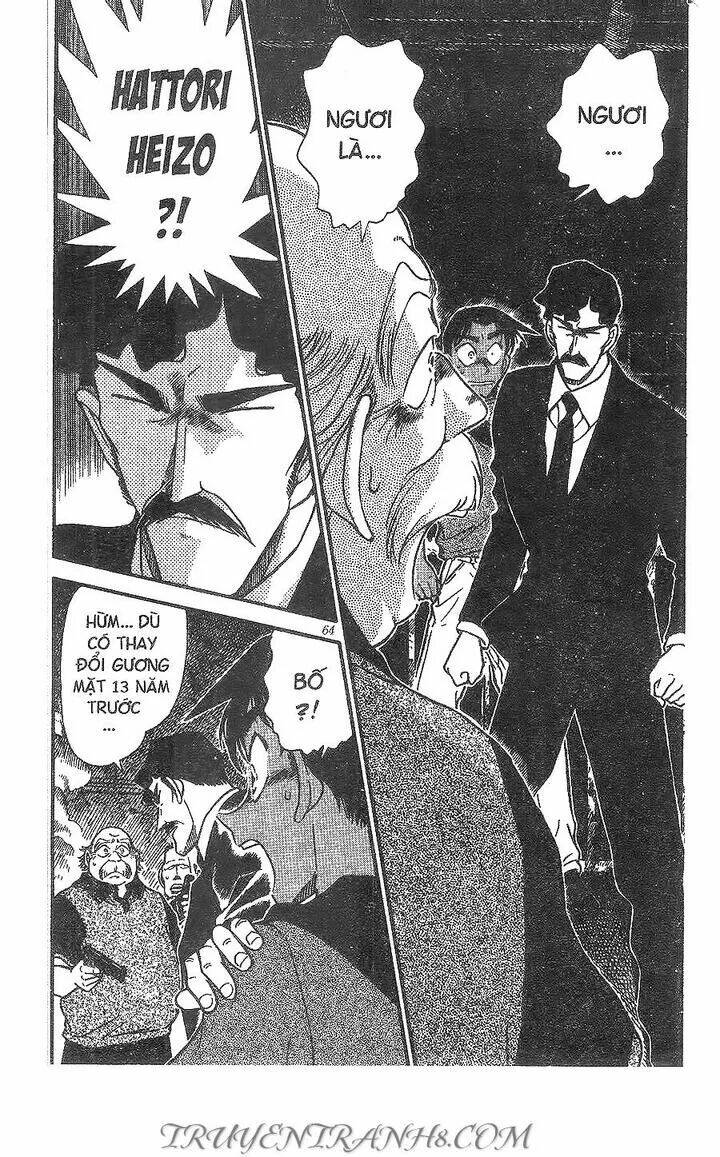 NGƯƠI
...
NGƯƠI
LÀ...
HATTORI
HEIZO
?!
64
BỐ
?!
HỪM... DÙ
CÓ THAY
ĐỔI GƯƠNG
MẶT 13 NĂM
TRƯỚC
...
TRUYENTRANH8.COM